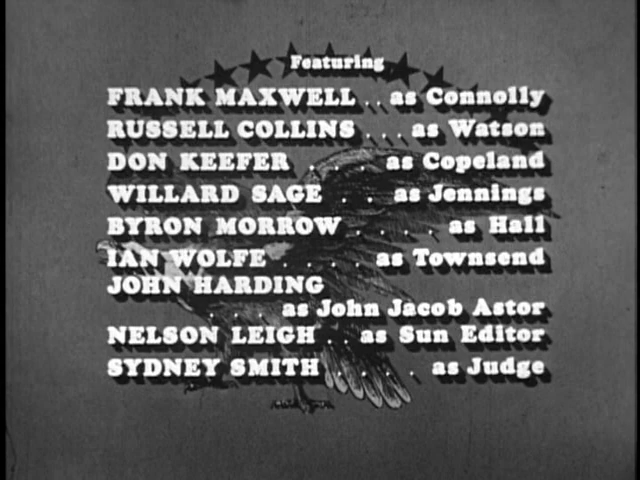 Featuring
FRANK MAXWELL . . as Connolly
RUSSELL COLLINS . . . as Watson
DON KEEFER . . . as Copeland
WILLARD SAGE . . as Jennings
BYRON MORROW . . . . as Hall
IAN WOLFE . . . . as Townsend
JOHN HARDING
. . . . as John Jacob Astor
NELSON LEIGH . . as Sun Editor
SYDNEY SMITH . . . . as Judge